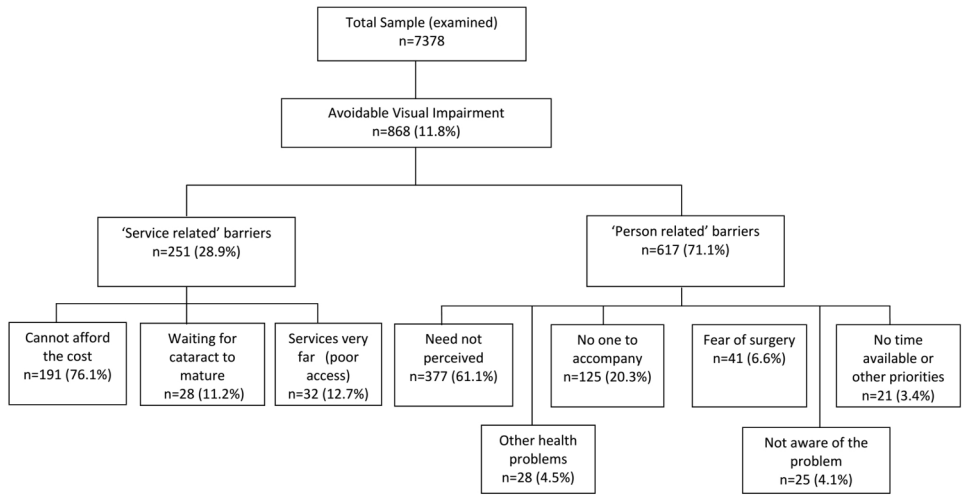 Total Sample (examined)
n=7378
Avoidable Visual Impairment
n=868 (11.8%)
‘Service related’ barriers
n=251 (28.9%)
‘Person related’ barriers
n=617 (71.1%)
Cannot afford
the cost
n=191 (76.1%)
Waiting for
cataract to
mature
n=28 (11.2%)
Services very
far (poor
access)
n=32 (12.7%)
Need not
perceived
n=377 (61.1%)
No one to
accompany
n=125 (20.3%)
Fear of surgery
n=41 (6.6%)
No time
available or
other priorities
n=21 (3.4%)
Other health
problems
n=28 (4.5%)
Not aware of the
problem
n=25 (4.1%)